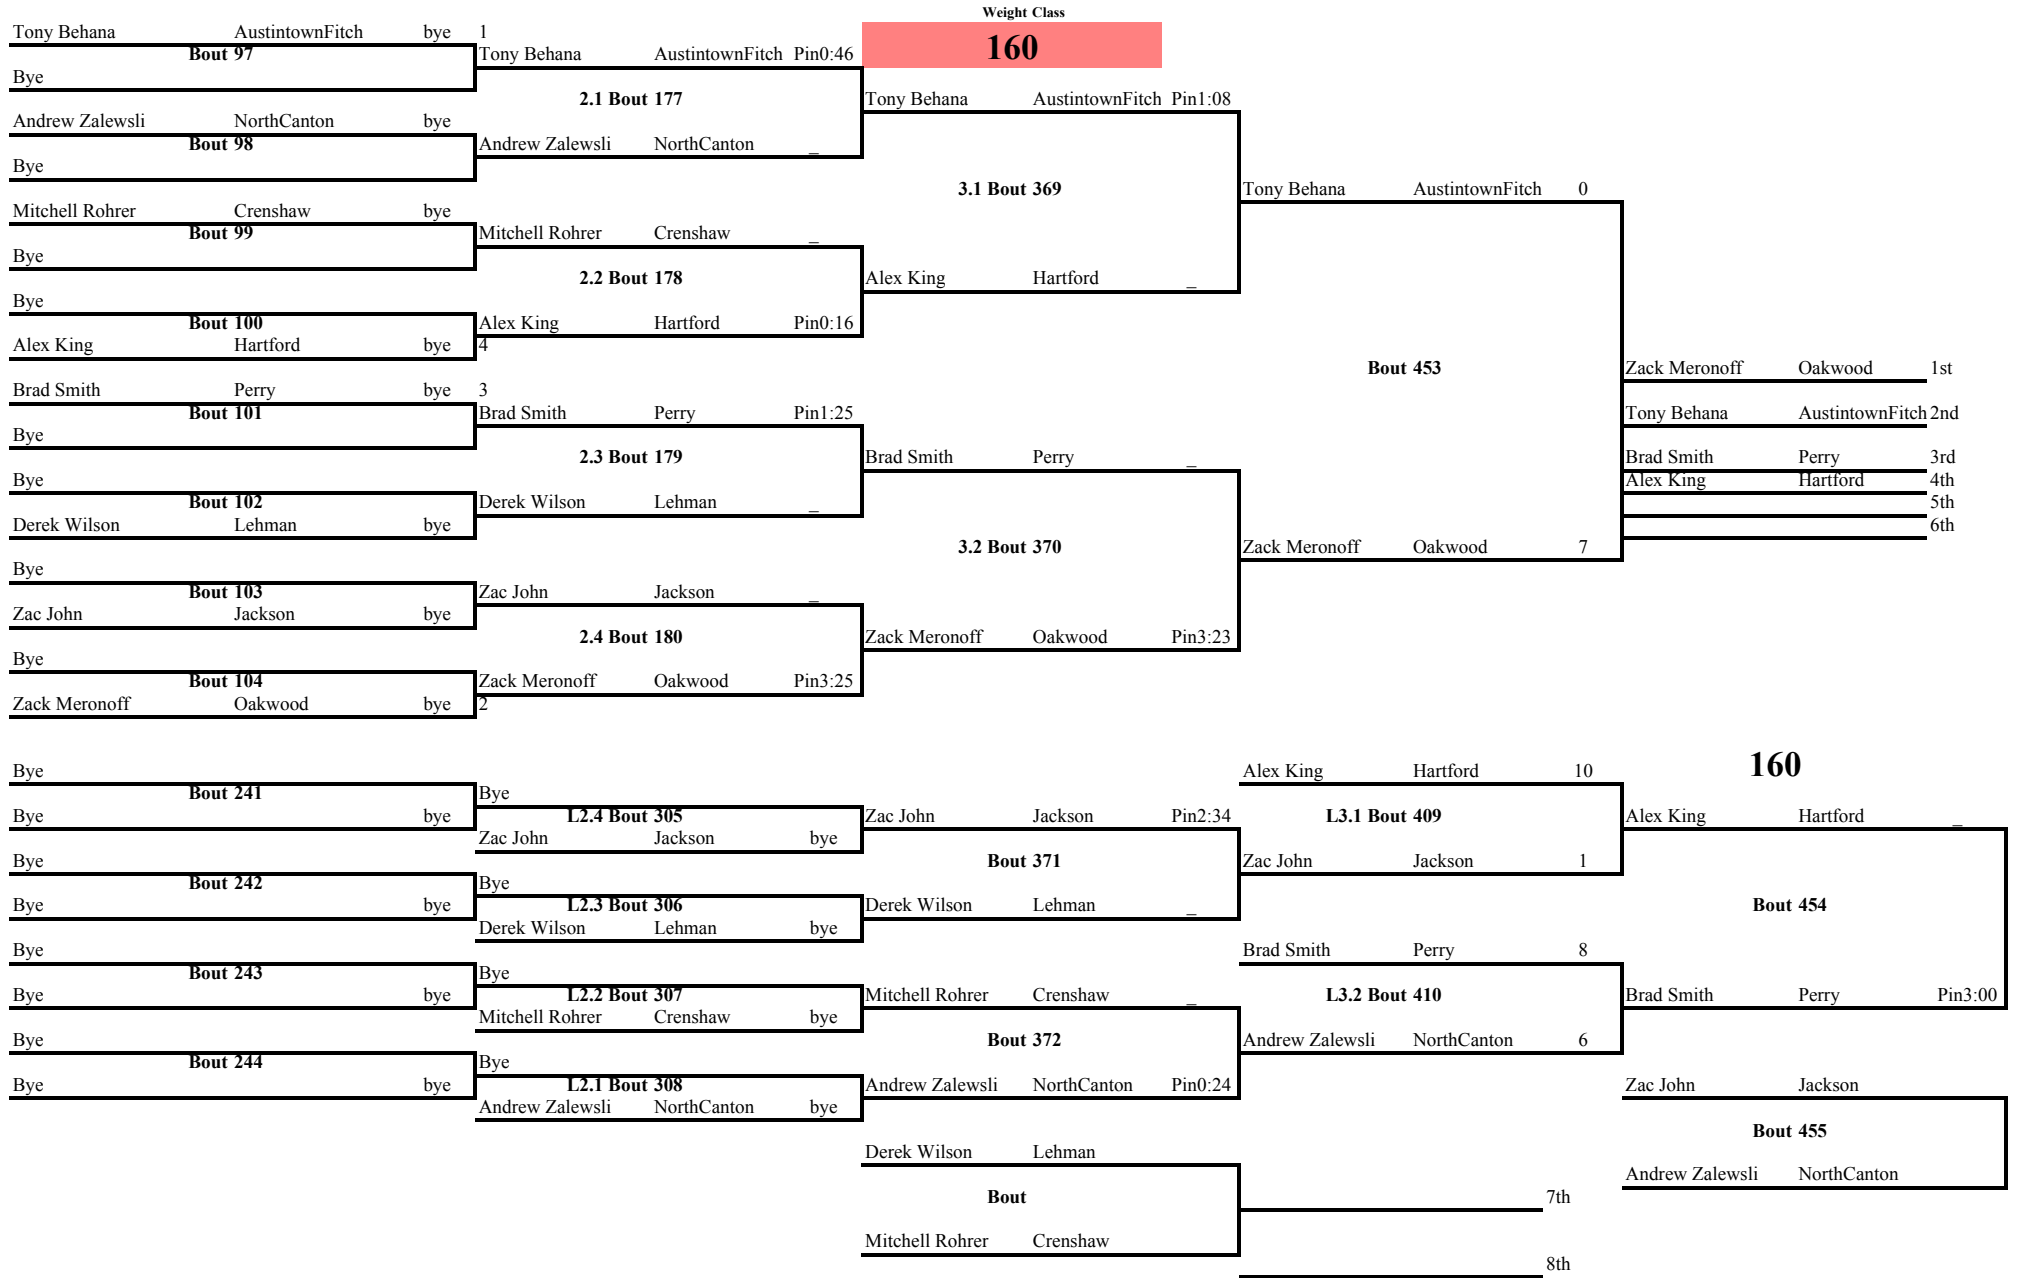 Weight Class
160
Tony Behana AustintownFitch bye 1
Bout 97
Bye
Tony Behana AustintownFitch Pin0:46
2.1 Bout 177
Andrew Zalewsli NorthCanton bye
Bout 98
Bye
Andrew Zalewsli NorthCanton _
Tony Behana AustintownFitch Pin1:08
3.1 Bout 369
Mitchell Rohrer Crenshaw bye
Bout 99
Bye
Mitchell Rohrer Crenshaw _
2.2 Bout 178
Bye
Bout 100
Alex King Hartford bye 4
Alex King Hartford Pin0:16
Alex King Hartford _
Tony Behana AustintownFitch 0
Bout 453
Brad Smith Perry bye 3
Bout 101
Bye
Brad Smith Perry Pin1:25
2.3 Bout 179
Bye
Bout 102
Derek Wilson Lehman bye
Derek Wilson Lehman _
Brad Smith Perry _
3.2 Bout 370
Bye
Bout 103
Zac John Jackson bye
Zac John Jackson _
2.4 Bout 180
Bye
Bout 104
Zack Meronoff Oakwood bye 2
Zack Meronoff Oakwood Pin3:25
Zack Meronoff Oakwood Pin3:23
Zack Meronoff Oakwood 7
Zack Meronoff Oakwood 1st
Tony Behana AustintownFitch 2nd
Brad Smith Perry 3rd
Alex King Hartford 4th
5th
6th
160
Bye
Bout 241
Bye bye
Bye
L2.4 Bout 305
Zac John Jackson bye
Bye
Bout 242
Bye bye
Bye
L2.3 Bout 306
Derek Wilson Lehman bye
Bye
Bout 243
Bye bye
Bye
L2.2 Bout 307
Mitchell Rohrer Crenshaw bye
Bye
Bout 244
Bye bye
Bye
L2.1 Bout 308
Andrew Zalewsli NorthCanton bye
Zac John Jackson Pin2:34
Bout 371
Derek Wilson Lehman _
Mitchell Rohrer Crenshaw _
Bout 372
Andrew Zalewsli NorthCanton Pin0:24
Alex King Hartford 10
L3.1 Bout 409
Zac John Jackson 1
Brad Smith Perry 8
L3.2 Bout 410
Andrew Zalewsli NorthCanton 6
Alex King Hartford _
Bout 454
Brad Smith Perry Pin3:00
Zac John Jackson
Bout 455
Andrew Zalewsli NorthCanton
Derek Wilson Lehman
Bout
Mitchell Rohrer Crenshaw
7th
8th